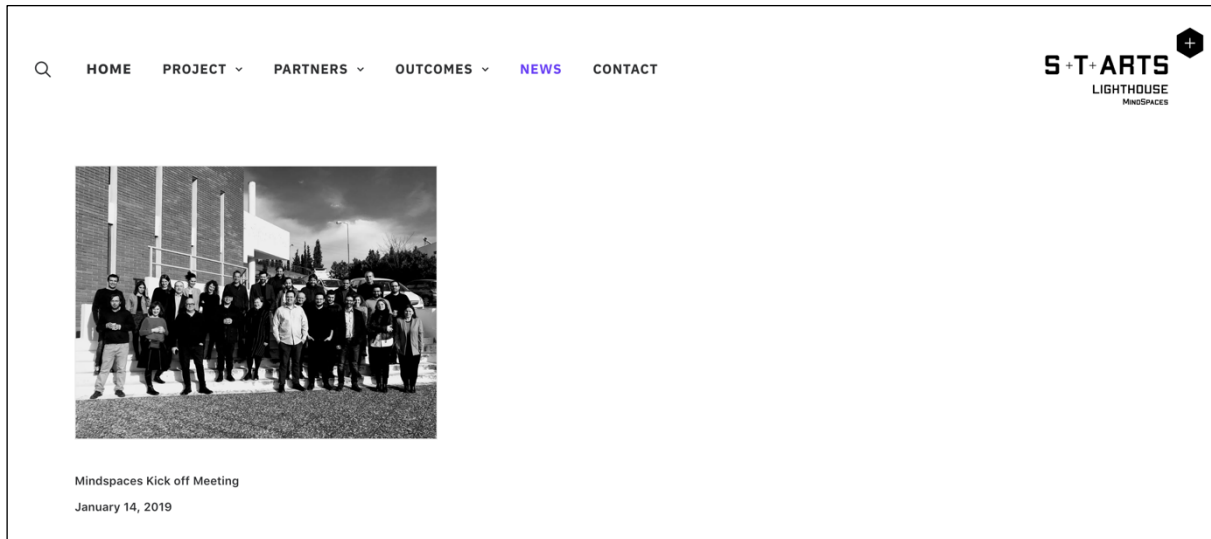 HOME PROJECT PARTNERS OUTCOMES NEWS CONTACT
S+T+ARTS
LIGHTHOUSE
MINDSPACES
Mindspaces Kick off Meeting
January 14, 2019